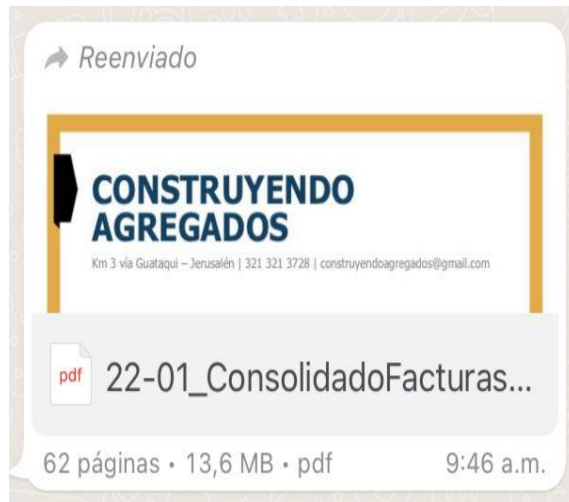 Reenviado
CONSTRUYENDO
AGREGADOS
Km 3 vía Guataqui – Jerusalén | 321 321 3728 | construyendoagregados@gmail.com
pdf 22-01_ConsolidadoFacturas...
62 páginas • 13,6 MB • pdf 9:46 a.m.